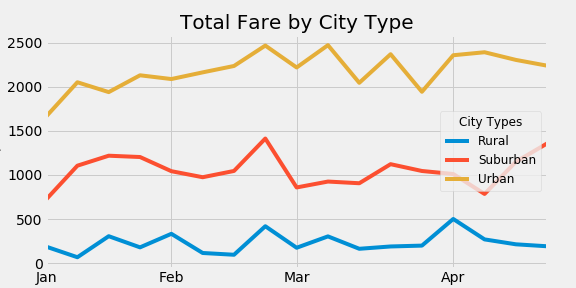 Total Fare by City Type
2500
2000
1500
1000
500
0
Jan Feb Mar Apr
City Types
Rural
Suburban
Urban